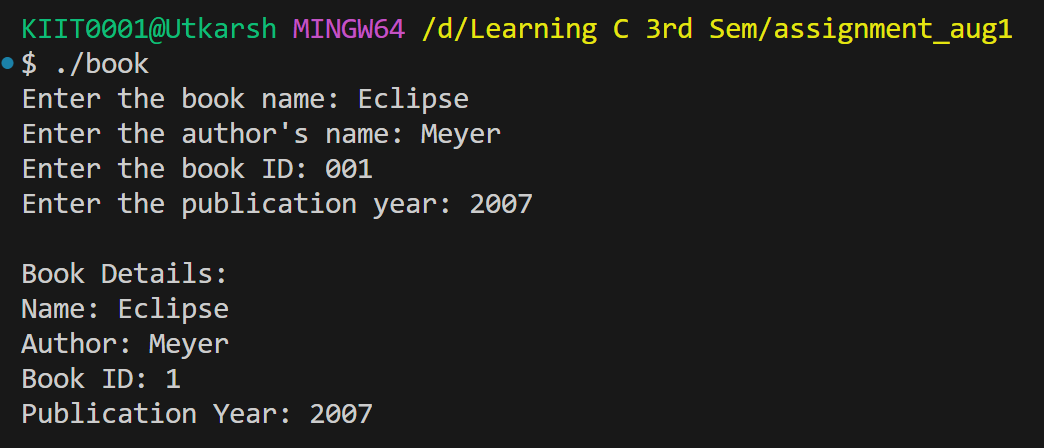 KIIT0001@Utkarsh MINGW64 /d/Learning C 3rd Sem/assignment_aug1
$ ./book
Enter the book name: Eclipse
Enter the author's name: Meyer
Enter the book ID: 001
Enter the publication year: 2007

Book Details:
Name: Eclipse
Author: Meyer
Book ID: 1
Publication Year: 2007